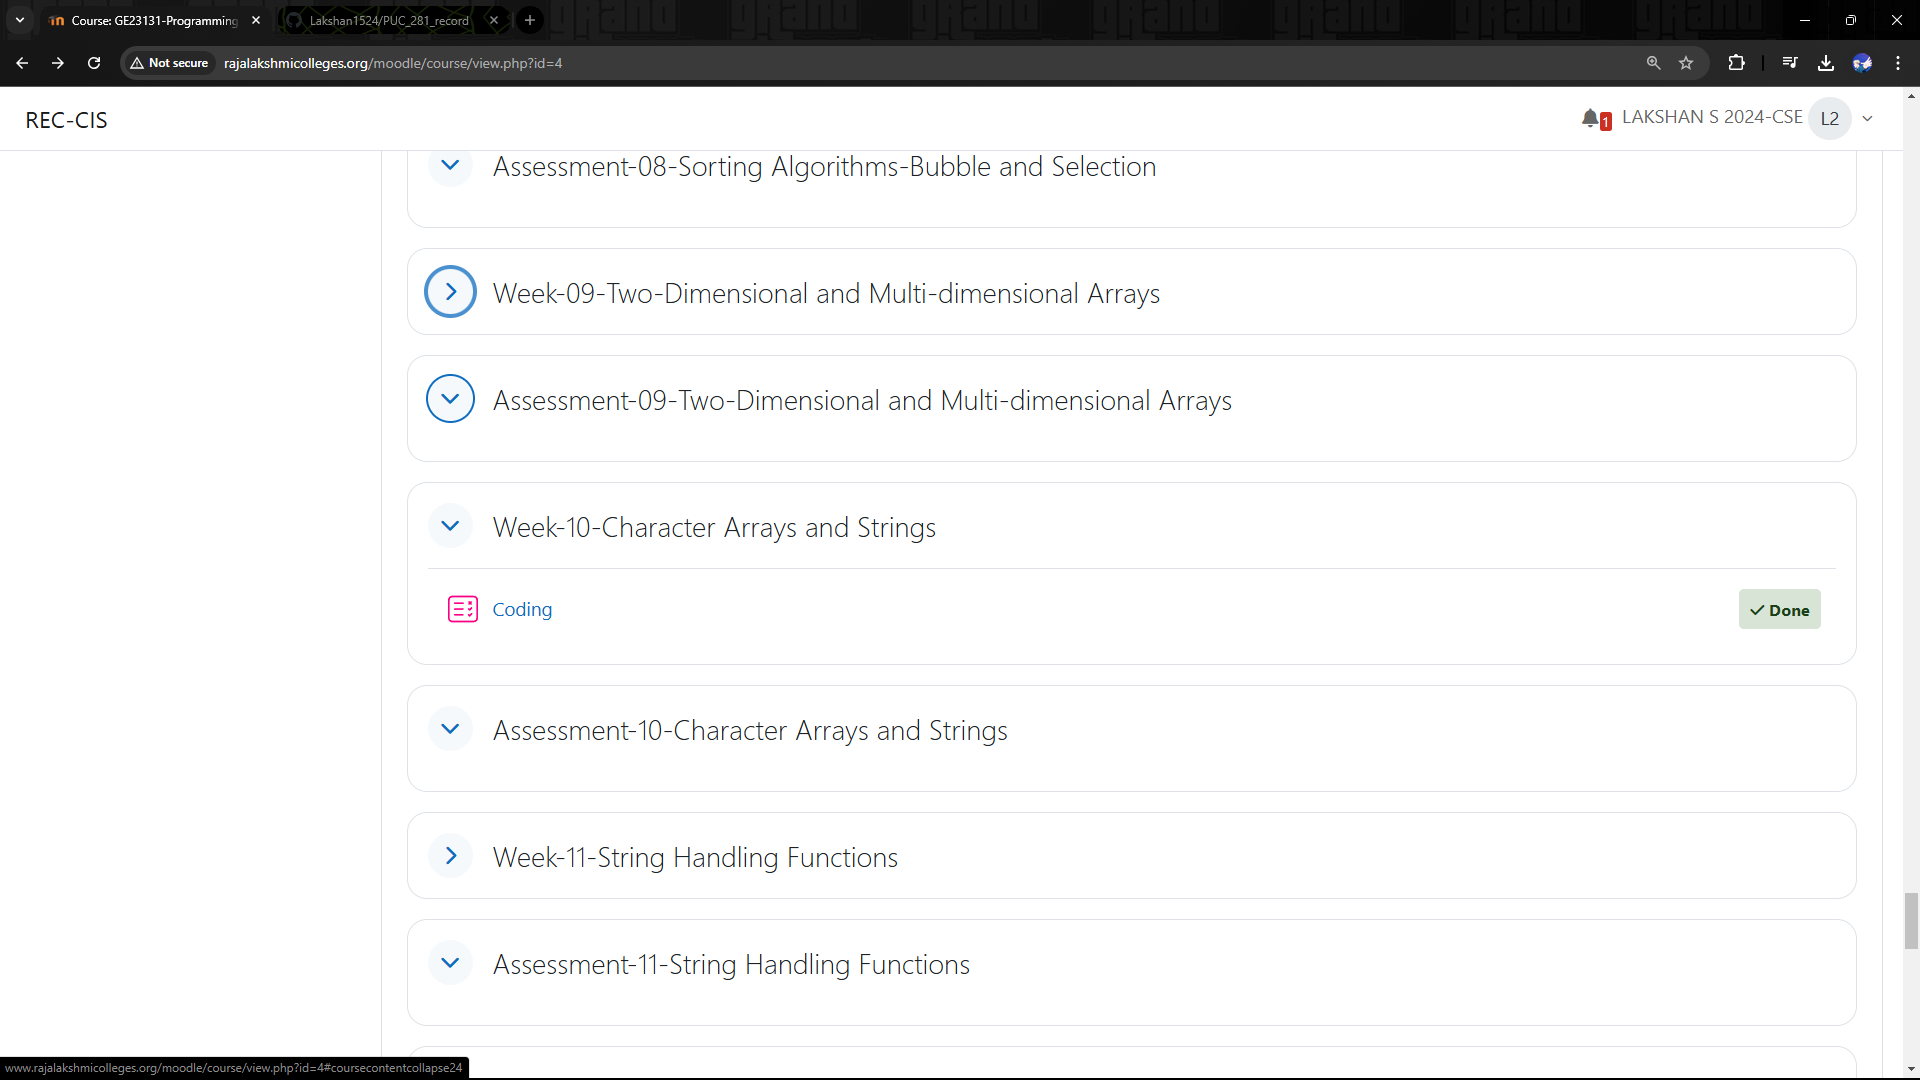 Course: GE23131-Programming
Lakshan1524/PUC_281_record
Not secure
rajalakshmicolleges.org/moodle/course/view.php?id=4
REC-CIS
1
LAKSHAN S 2024-CSE
L2
Assessment-08-Sorting Algorithms-Bubble and Selection
Week-09-Two-Dimensional and Multi-dimensional Arrays
Assessment-09-Two-Dimensional and Multi-dimensional Arrays
Week-10-Character Arrays and Strings
Coding
Done
Assessment-10-Character Arrays and Strings
Week-11-String Handling Functions
Assessment-11-String Handling Functions
www.rajalakshmicolleges.org/moodle/course/view.php?id=4#coursecontentcollapse24